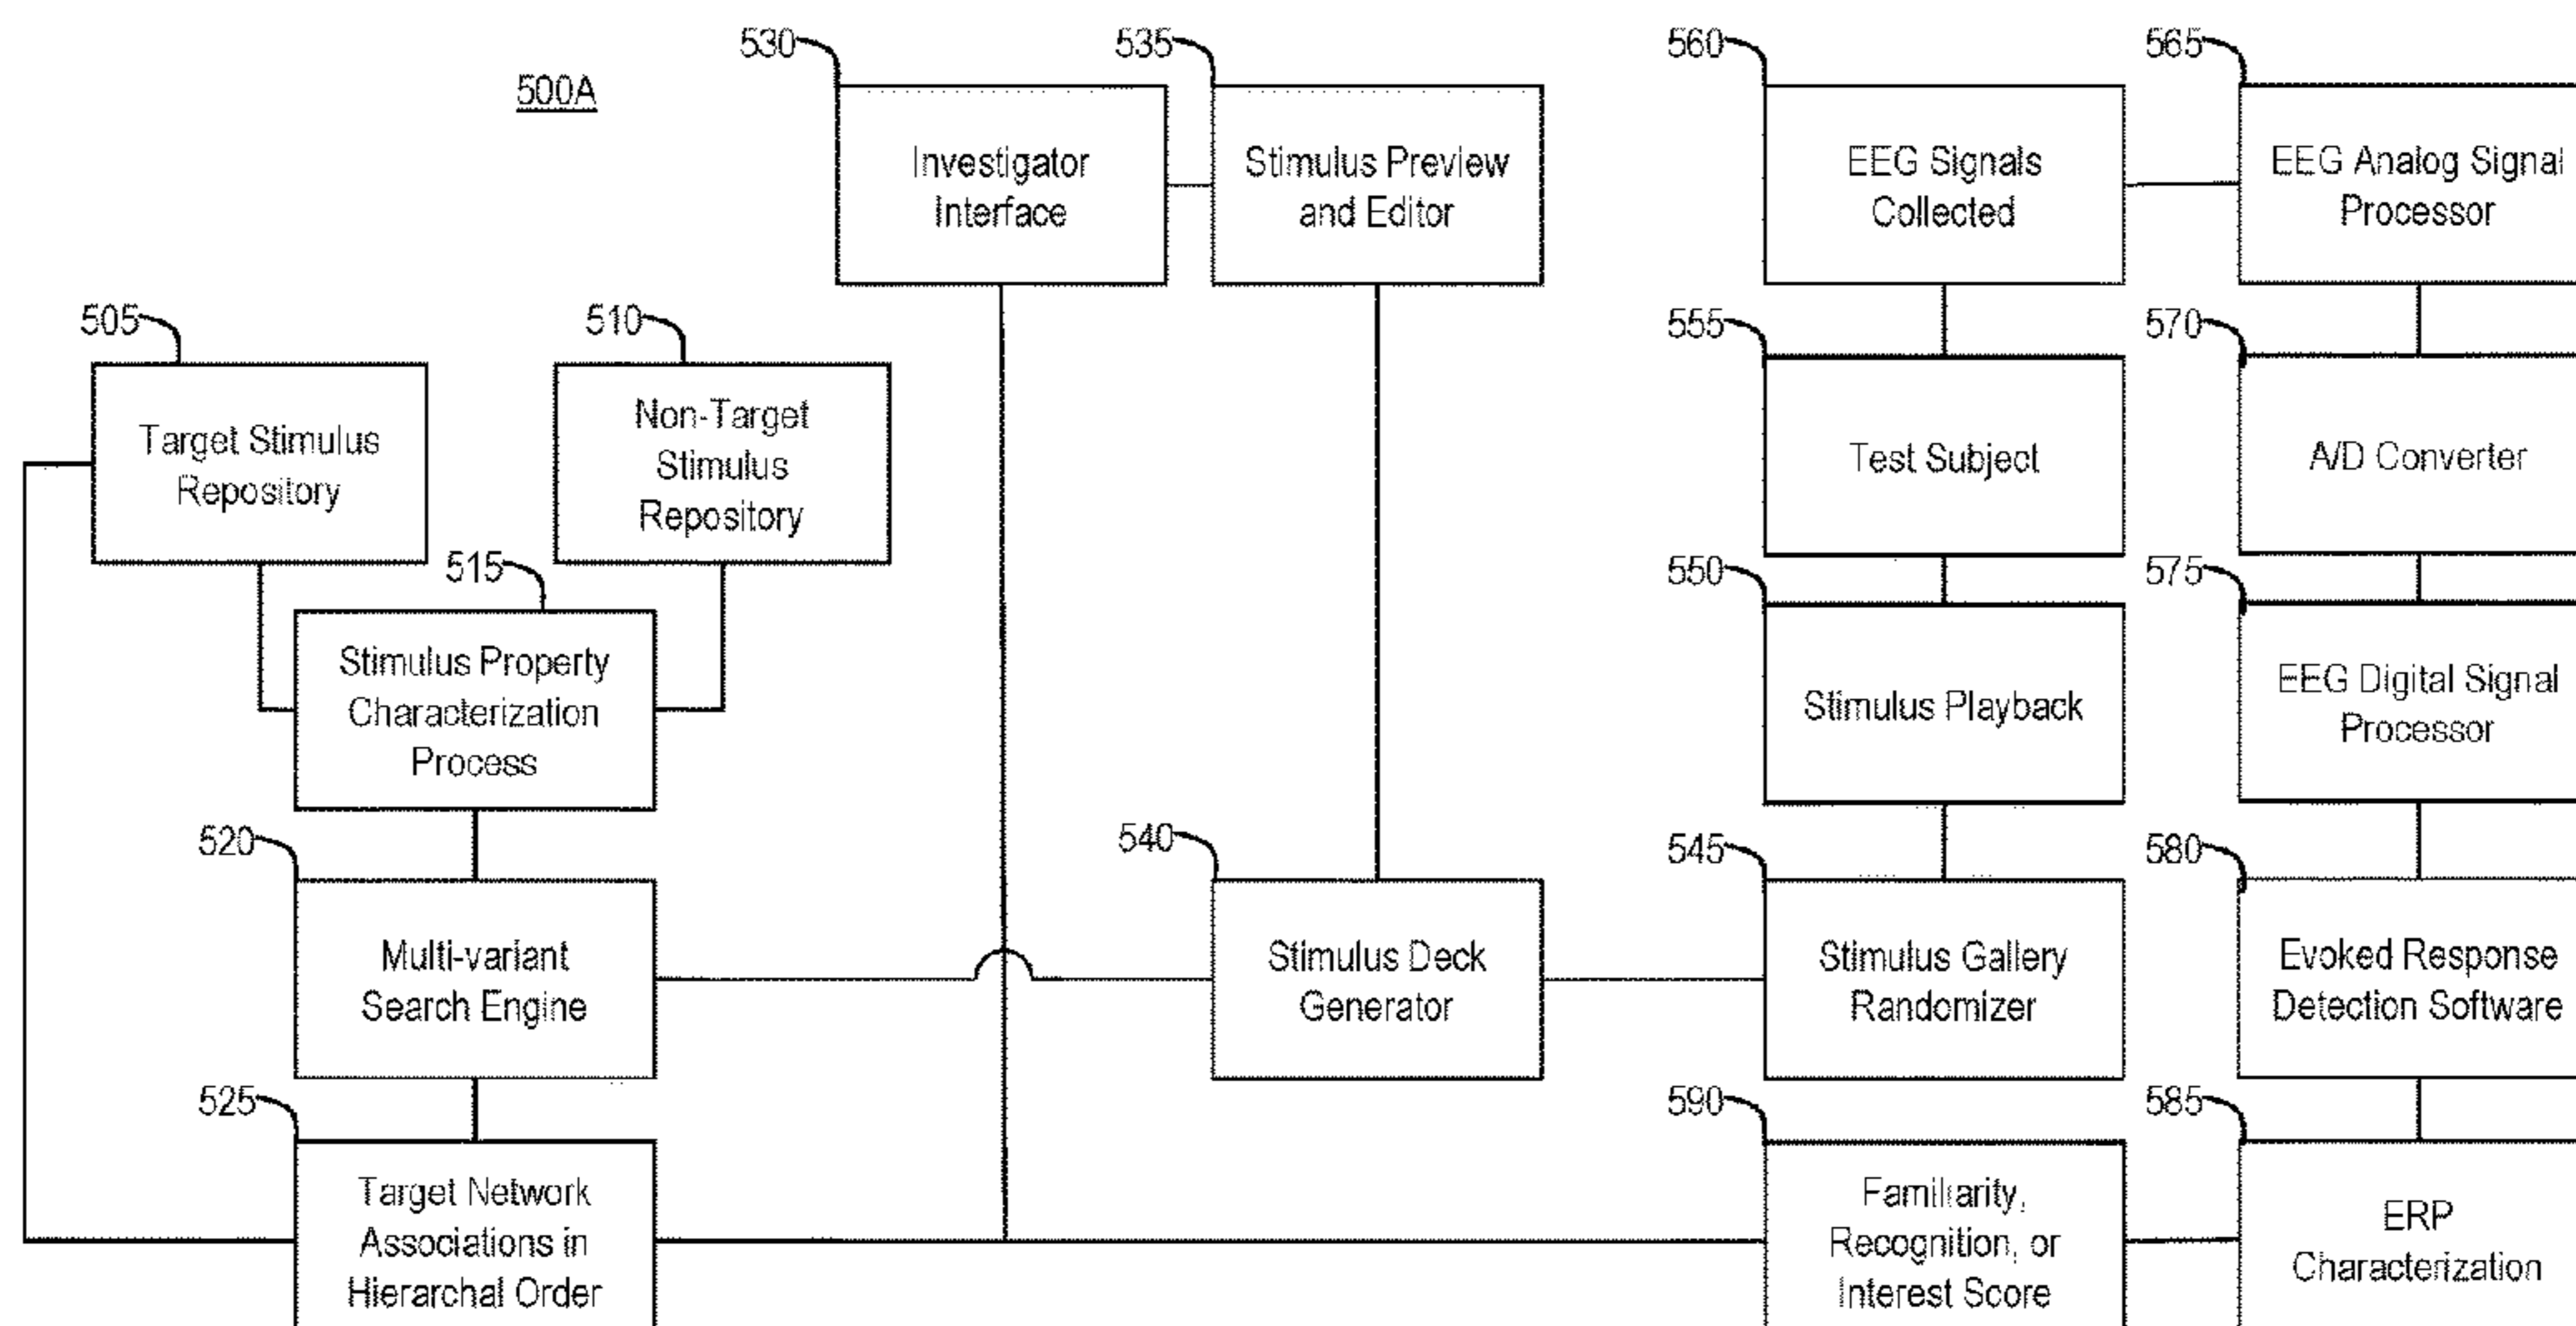 500A
530
Investigator
Interface
535
Stimulus Preview
and Editor
560
EEG Signals
Collected
565
EEG Analog Signal
Processor
505
Target Stimulus
Repository
510
Non-Target
Stimulus
Repository
555
Test Subject
570
A/D Converter
515
Stimulus Property
Characterization
Process
550
Stimulus Playback
575
EEG Digital Signal
Processor
520
Multi-variant
Search Engine
540
Stimulus Deck
Generator
545
Stimulus Gallery
Randomizer
580
Evoked Response
Detection Software
525
Target Network
Associations in
Hierarchal Order
590
Familiarity,
Recognition, or
Interest Score
585
ERP
Characterization